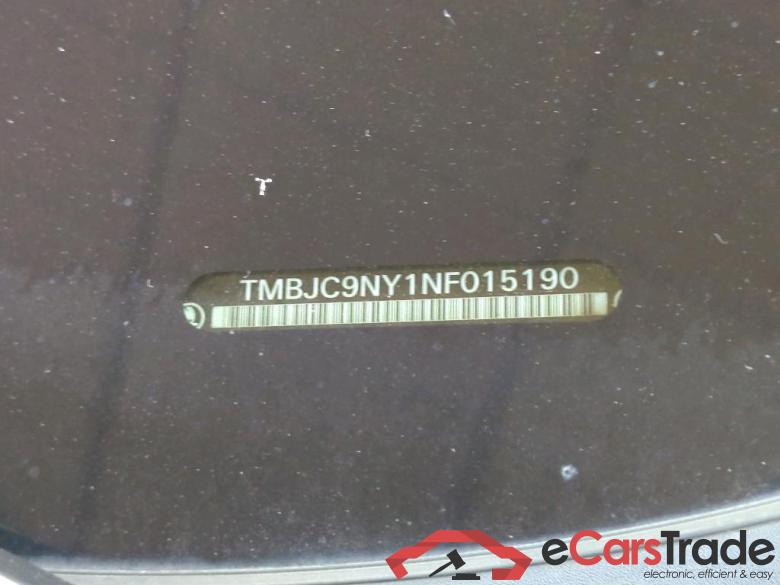 TMBJC9NY1NF015190
eCarsTrade
electronic, efficient & easy